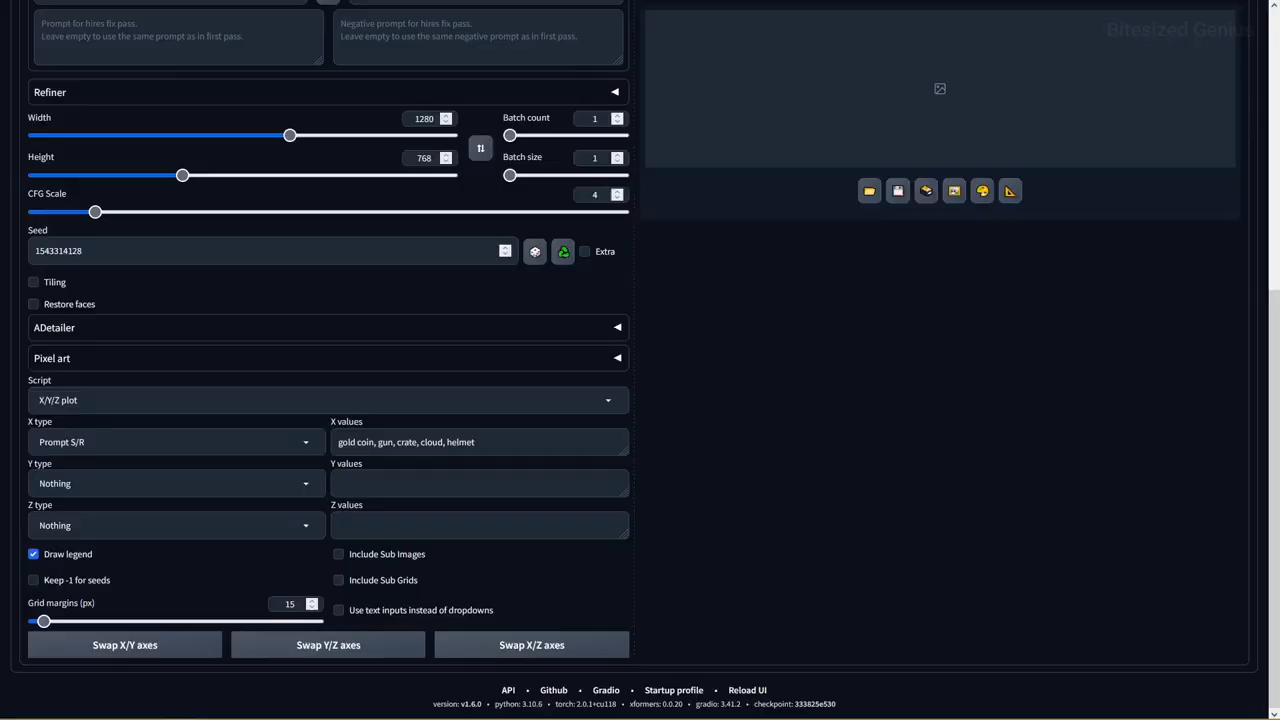 Prompt for hires fix pass.
Leave empty to use the same prompt as in first pass.
Negative prompt for hires fix pass.
Leave empty to use the same negative prompt as in first pass.
Bitesized Genius
Refiner
Width
1280
Batch count
1
Height
768
Batch size
1
CFG Scale
4
Seed
1543314128
Extra
Tiling
Restore faces
ADetailer
Pixel art
Script
X/Y/Z plot
X type
X values
Prompt S/R
gold coin, gun, crate, cloud, helmet
Y type
Y values
Nothing
Z type
Z values
Nothing
Draw legend
Include Sub Images
Keep -1 for seeds
Include Sub Grids
Grid margins (px)
15
Use text inputs instead of dropdowns
Swap X/Y axes
Swap Y/Z axes
Swap X/Z axes
API • Github • Gradio • Startup profile • Reload UI
version: v1.6.0 • python: 3.10.6 • torch: 2.0.1+cu118 • xformers: 0.0.20 • gradio: 3.41.2 • checkpoint: 333825e530